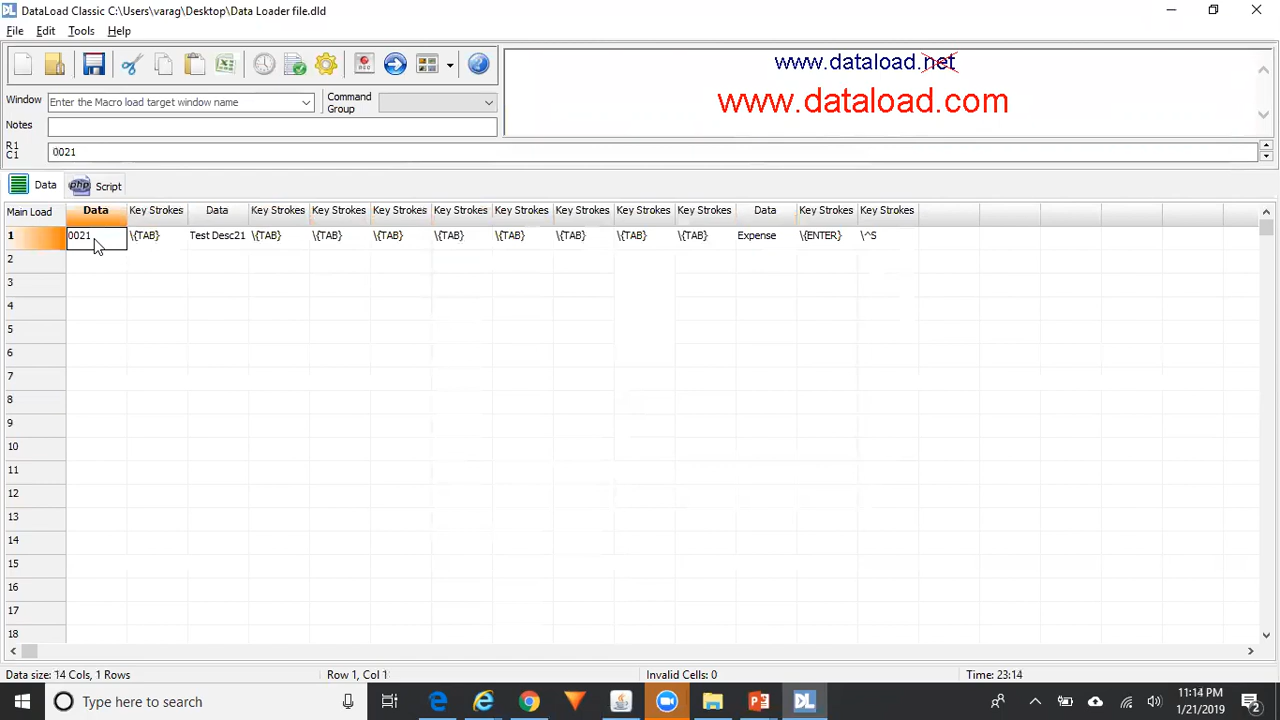 DataLoad Classic C:\Users\varag\Desktop\Data Loader file.dld
File Edit Tools Help
www.dataload.net
www.dataload.com
Window Enter the Macro load target window name Command Group
Notes
R1 C1 0021
Data php Script
Main Load Data Key Strokes Data Key Strokes Key Strokes Key Strokes Key Strokes Key Strokes Key Strokes Key Strokes Data Key Strokes Key Strokes
1 0021 \{TAB} Test Desc21 \{TAB} \{TAB} \{TAB} \{TAB} \{TAB} \{TAB} \{TAB} \{TAB} Expense \{ENTER} \^S
2
3
4
5
6
7
8
9
10
11
12
13
14
15
16
17
18
Data size: 14 Cols, 1 Rows Row 1, Col 1 Invalid Cells: 0 Time: 23:14
Type here to search
11:14 PM
1/21/2019
2